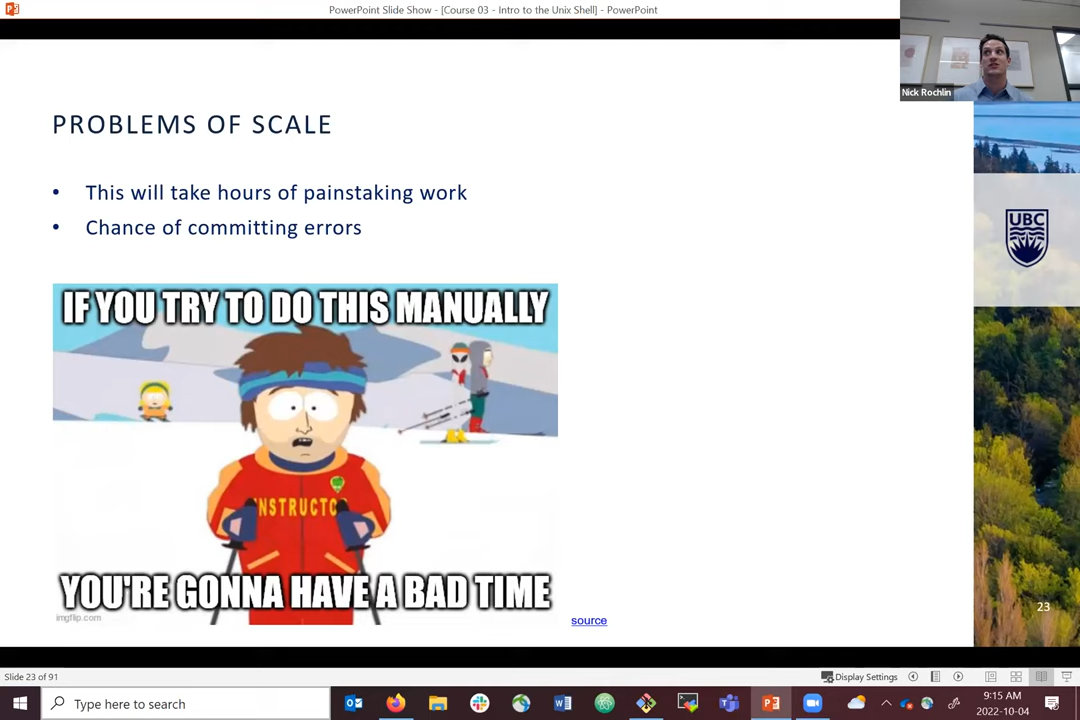 PowerPoint Slide Show - [Course 03 - Intro to the Unix Shell] - PowerPoint
Nick Rochlin
PROBLEMS OF SCALE
• This will take hours of painstaking work
• Chance of committing errors
UBC
IF YOU TRY TO DO THIS MANUALLY
INSTRUCTO
YOU'RE GONNA HAVE A BAD TIME
imgflip.com
source
23
Slide 23 of 91
Display Settings
Type here to search
9:15 AM
2022-10-04